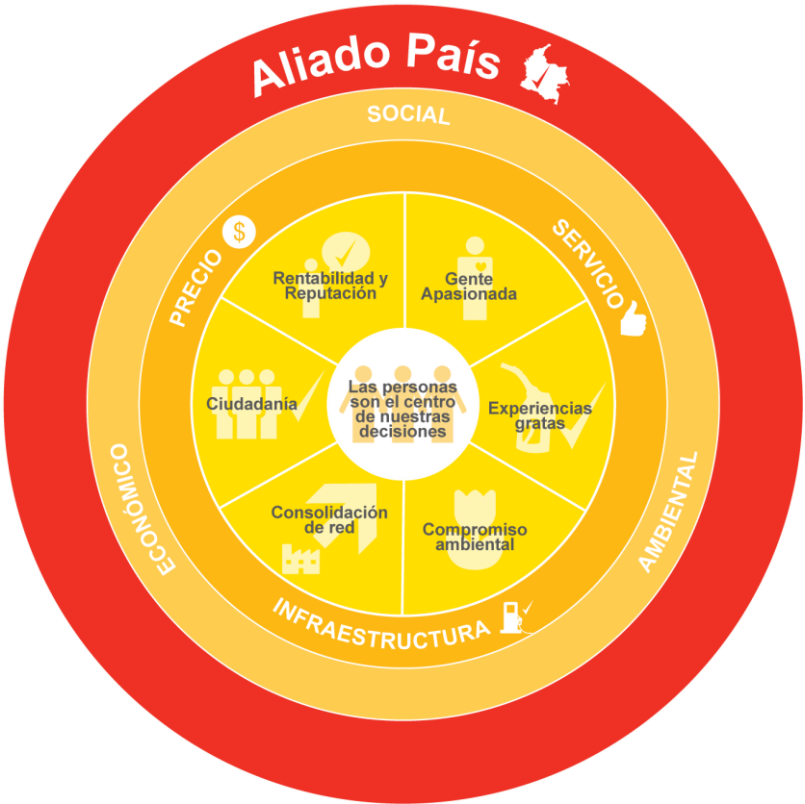 Aliado País
SOCIAL
PRECIO
$
SERVICIO
Rentabilidad y
Reputación
Gente
Apasionada
Ciudadanía
Las personas
son el centro
de nuestras
decisiones
Experiencias
gratas
Consolidación
de red
Compromiso
ambiental
ECONÓMICO
AMBIENTAL
INFRAESTRUCTURA